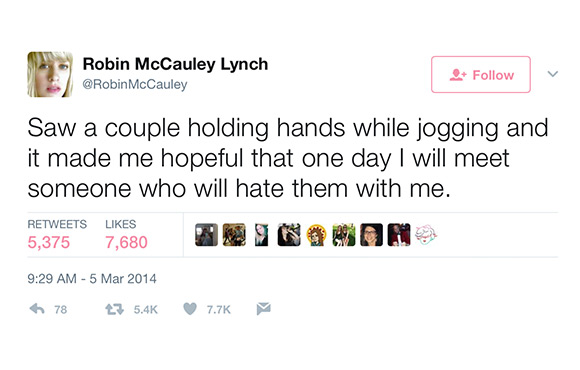 Robin McCauley Lynch
@RobinMcCauley
Follow
Saw a couple holding hands while jogging and
it made me hopeful that one day I will meet
someone who will hate them with me.
RETWEETS LIKES
5,375 7,680
9:29 AM - 5 Mar 2014
78 5.4K 7.7K